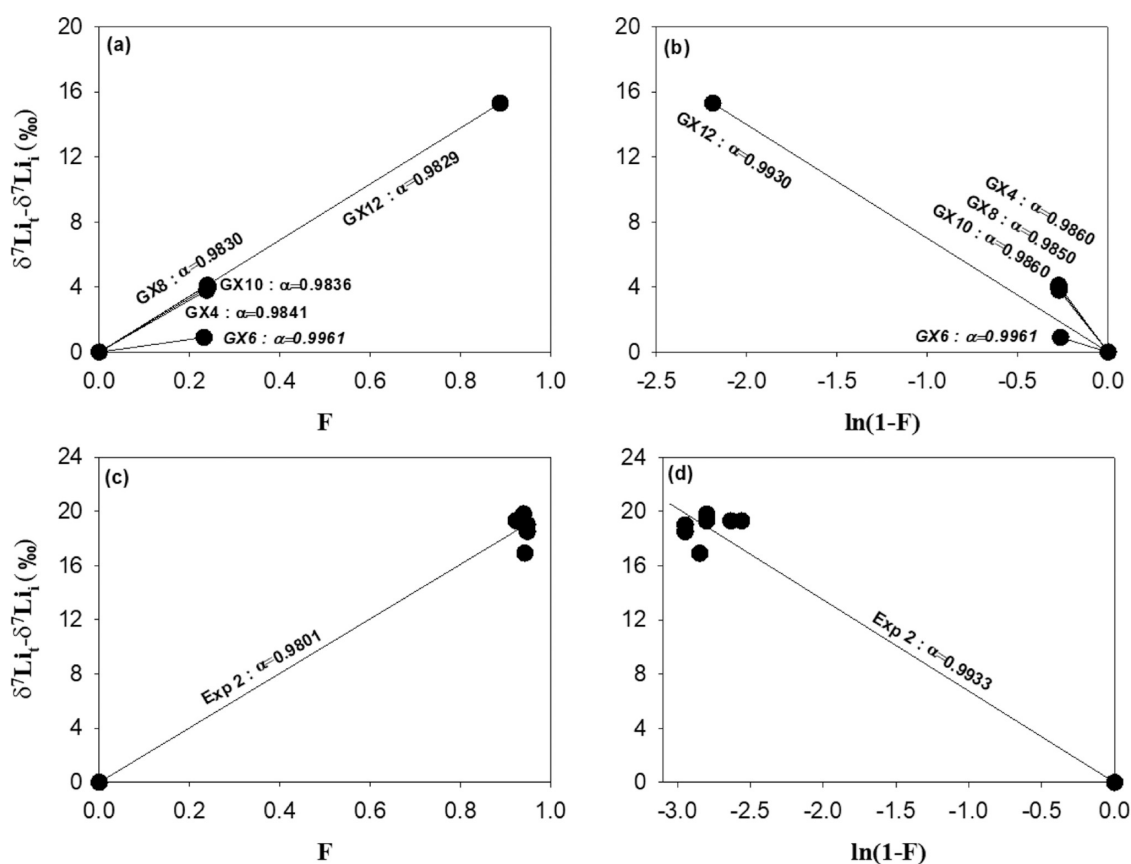 (a)
20
16
12
8
4
0
δ⁷Liₜ-δ⁷Liᵢ (‰)
GX12 : α=0.9829
GX8 : α=0.9830
GX10 : α=0.9836
GX4 : α=0.9841
GX6 : α=0.9961
0.0 0.2 0.4 0.6 0.8 1.0
F
(b)
20
16
12
8
4
0
GX12 : α=0.9930
GX4 : α=0.9860
GX8 : α=0.9850
GX10 : α=0.9860
GX6 : α=0.9961
-2.5 -2.0 -1.5 -1.0 -0.5 0.0
ln(1-F)
(c)
24
20
16
12
8
4
0
δ⁷Liₜ-δ⁷Liᵢ (‰)
Exp 2 : α=0.9801
0.0 0.2 0.4 0.6 0.8 1.0
F
(d)
24
20
16
12
8
4
0
Exp 2 : α=0.9933
-3.0 -2.5 -2.0 -1.5 -1.0 -0.5 0.0
ln(1-F)